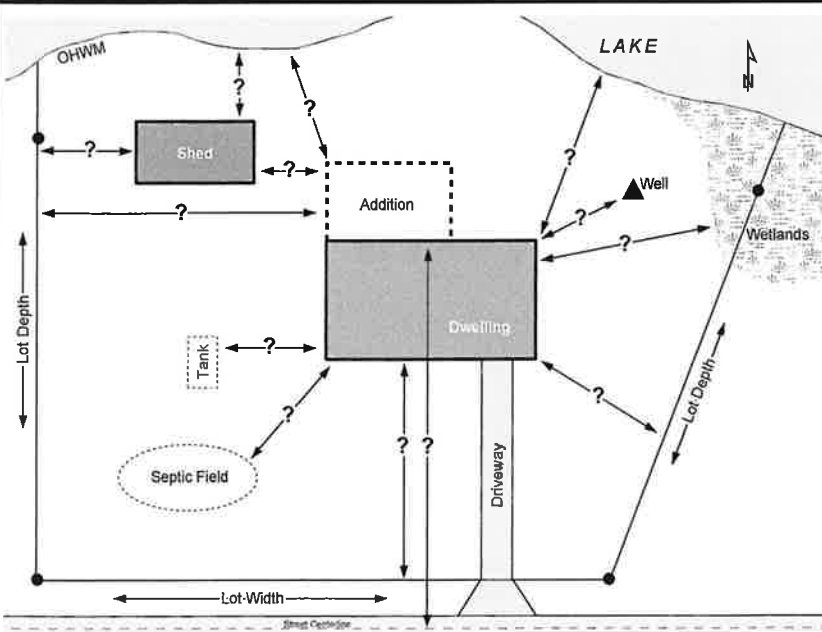 LAKE
OHWM
N
?
?
?
Shed
?
?
?
Well
Addition
?
?
?
Wetlands
Lot Depth
Dwelling
Tank
?
?
?
?
?
Lot Depth
Septic Field
Driveway
Lot Width
Street Centerline